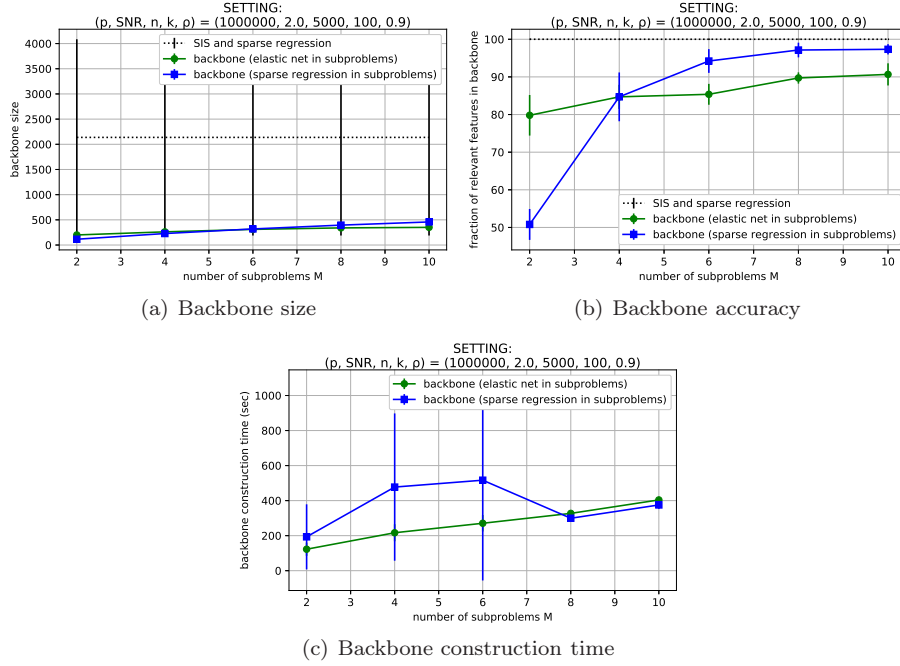 SETTING:
(p, SNR, n, k, ρ) = (1000000, 2.0, 5000, 100, 0.9)
4000
3500
3000
2500
2000
1500
1000
500
0
backbone size
SIS and sparse regression
backbone (elastic net in subproblems)
backbone (sparse regression in subproblems)
2 3 4 5 6 7 8 9 10
number of subproblems M
(a) Backbone size
SETTING:
(p, SNR, n, k, ρ) = (1000000, 2.0, 5000, 100, 0.9)
100
90
80
70
60
50
fraction of relevant features in backbone
SIS and sparse regression
backbone (elastic net in subproblems)
backbone (sparse regression in subproblems)
2 3 4 5 6 7 8 9 10
number of subproblems M
(b) Backbone accuracy
SETTING:
(p, SNR, n, k, ρ) = (1000000, 2.0, 5000, 100, 0.9)
1000
800
600
400
200
0
backbone construction time (sec)
backbone (elastic net in subproblems)
backbone (sparse regression in subproblems)
2 3 4 5 6 7 8 9 10
number of subproblems M
(c) Backbone construction time